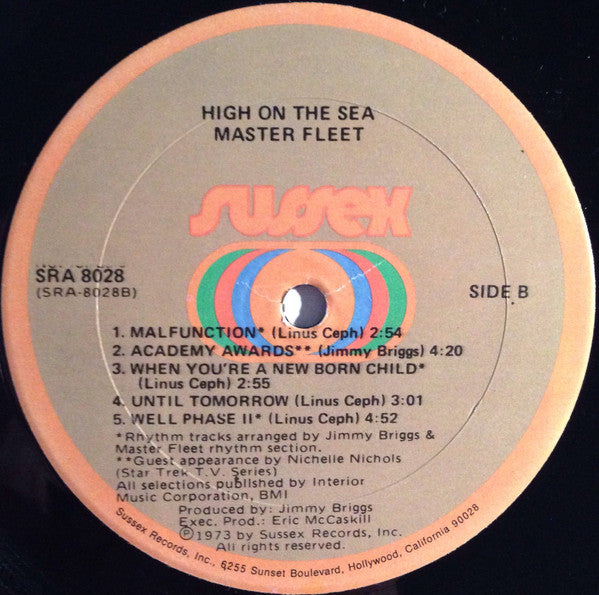 HIGH ON THE SEA
MASTER FLEET
sussex
SRA 8028
(SRA-8028B)
SIDE B
1. MALFUNCTION* (Linus Ceph) 2:54
2. ACADEMY AWARDS** (Jimmy Briggs) 4:20
3. WHEN YOU'RE A NEW BORN CHILD*
(Linus Ceph) 2:55
4. UNTIL TOMORROW (Linus Ceph) 3:01
5. WELL PHASE II* (Linus Ceph) 4:52
*Rhythm tracks arranged by Jimmy Briggs &
Master Fleet rhythm section.
**Guest appearance by Nichelle Nichols
(Star Trek T.V. Series)
All selections published by Interior
Music Corporation, BMI
Produced by: Jimmy Briggs
Exec. Prod.: Eric McCaskill
Ⓟ1973 by Sussex Records, Inc.
All rights reserved.
Sussex Records, Inc., 6255 Sunset Boulevard, Hollywood, California 90028